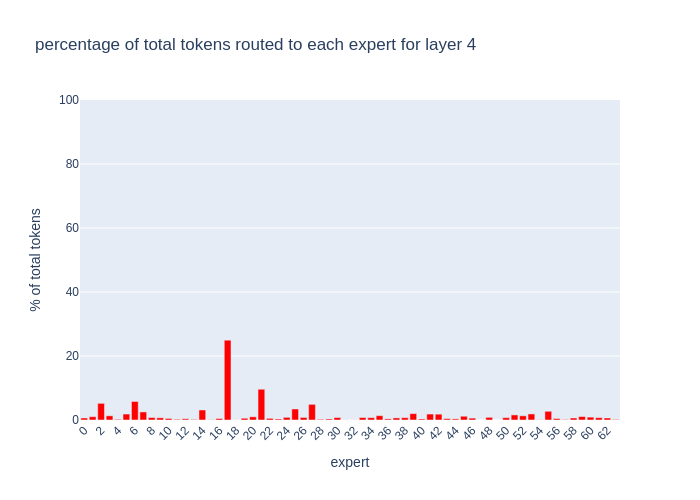 percentage of total tokens routed to each expert for layer 4
100
80
60
40
20
0
% of total tokens
0 2 4 6 8 10 12 14 16 18 20 22 24 26 28 30 32 34 36 38 40 42 44 46 48 50 52 54 56 58 60 62
expert